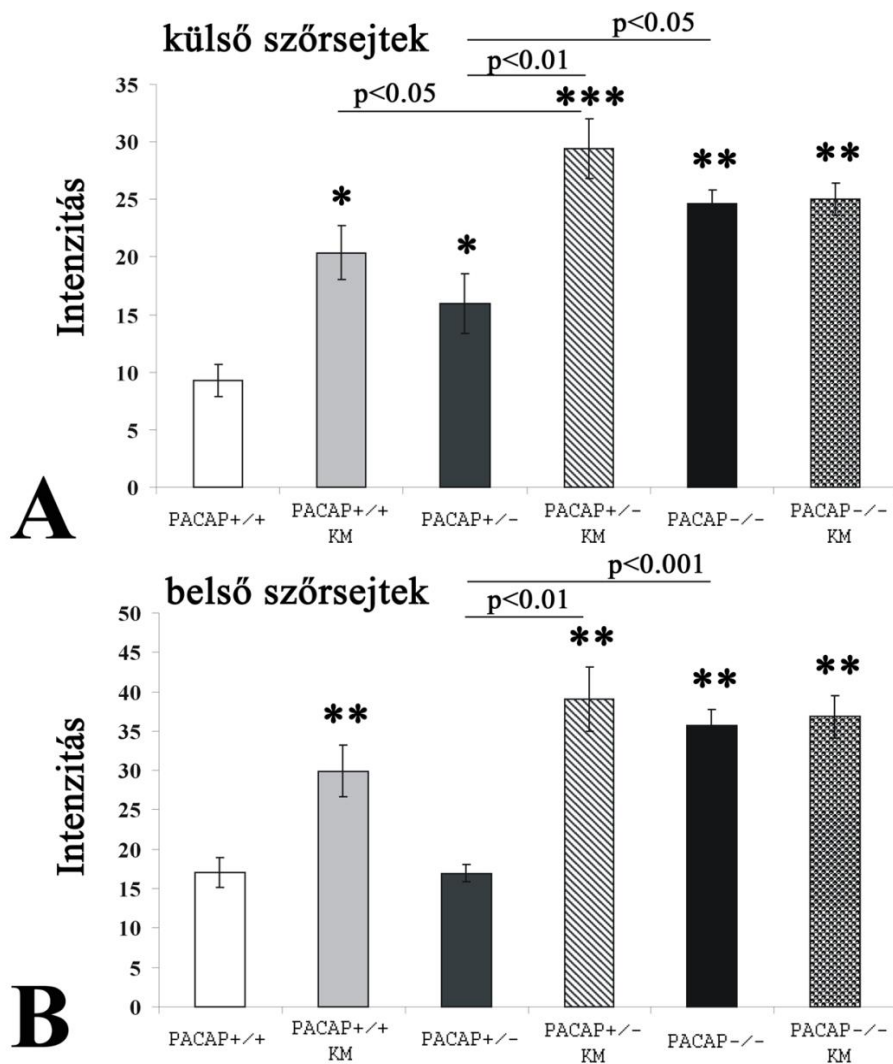 külső szőrsejtek
p<0.05
p<0.01
p<0.05
Intenzitás
35
30
25
20
15
10
5
0
*
*
***
**
**
A
PACAP+/+
PACAP+/+ KM
PACAP+/-
PACAP+/- KM
PACAP-/-
PACAP-/- KM
belső szőrsejtek
p<0.001
p<0.01
Intenzitás
50
45
40
35
30
25
20
15
10
5
0
**
**
**
**
B
PACAP+/+
PACAP+/+ KM
PACAP+/-
PACAP+/- KM
PACAP-/-
PACAP-/- KM